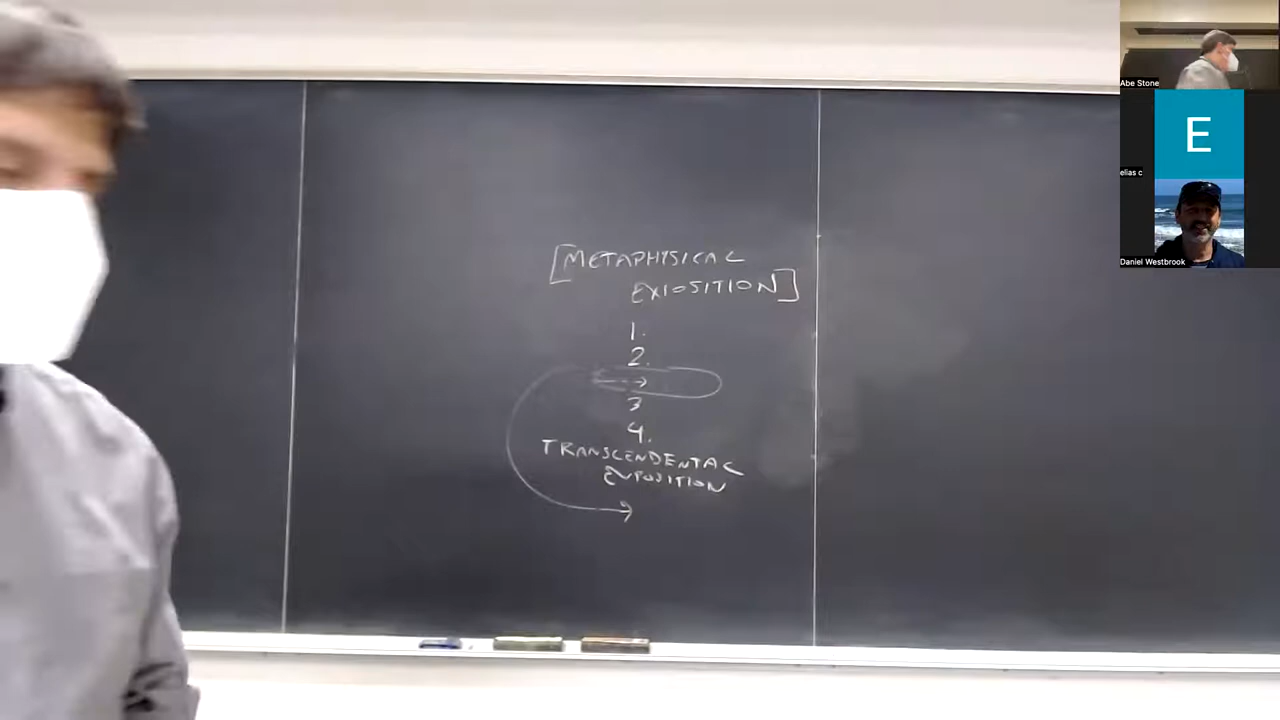 Abe Stone
E
elias c
Daniel Westbrook
[METAPHYSICAL
EXPOSITION]
1.
2.
3
4.
TRANSCENDENTAL
EXPOSITION